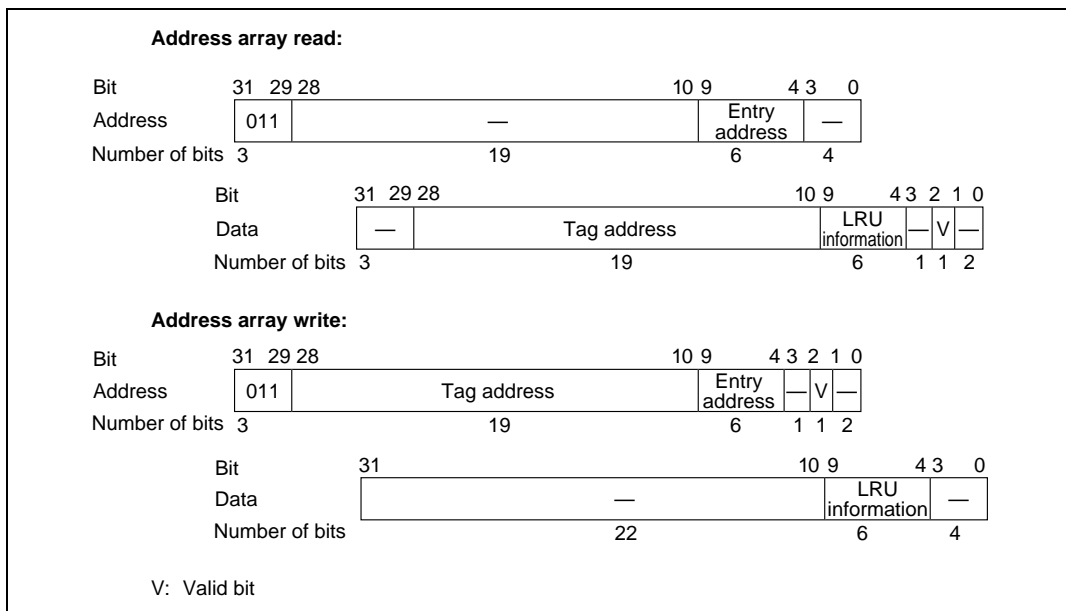 Address array read:
Bit 31 29 28 10 9 4 3 0
Address 011 — Entry address —
Number of bits 3 19 6 4
Bit 31 29 28 10 9 4 3 2 1 0
Data — Tag address LRU information — V —
Number of bits 3 19 6 1 1 2
Address array write:
Bit 31 29 28 10 9 4 3 2 1 0
Address 011 Tag address Entry address — V —
Number of bits 3 19 6 1 1 2
Bit 31 10 9 4 3 0
Data — LRU information —
Number of bits 22 6 4
V: Valid bit